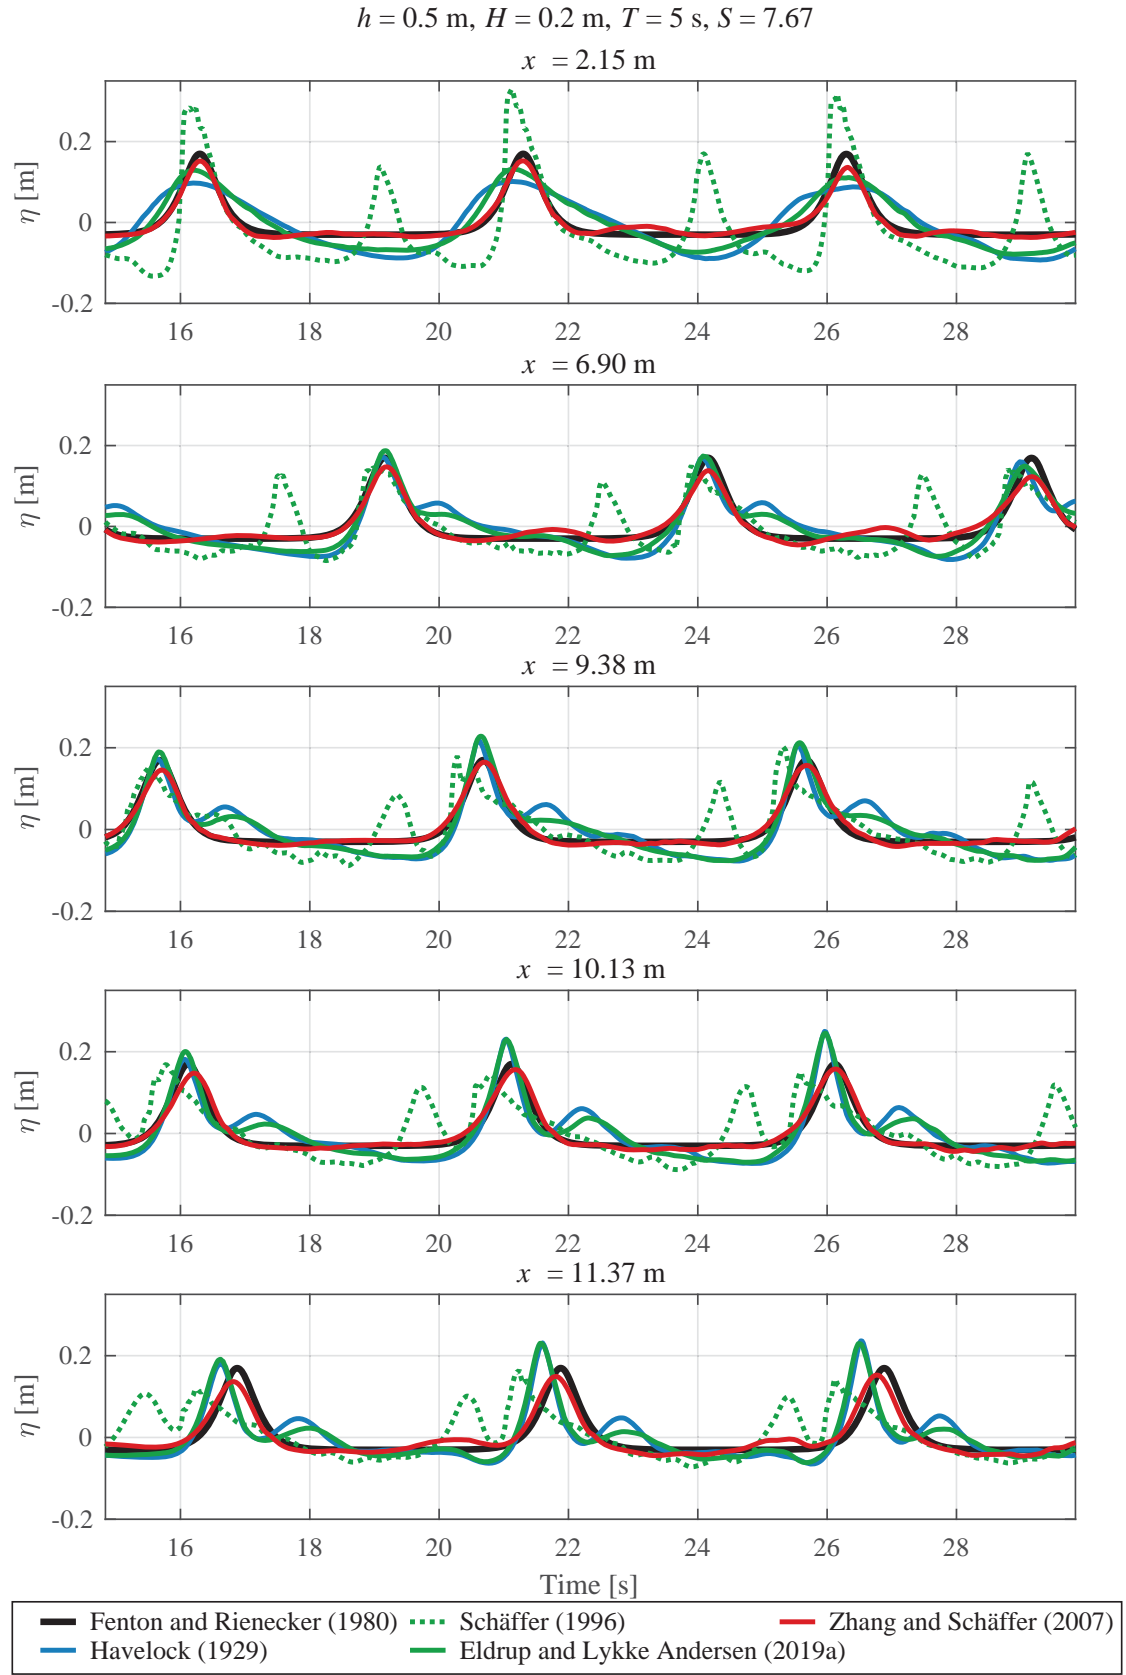 h = 0.5 m, H = 0.2 m, T = 5 s, S = 7.67
x = 2.15 m
0.2
0
-0.2
η [m]
16 18 20 22 24 26 28
x = 6.90 m
0.2
0
-0.2
η [m]
16 18 20 22 24 26 28
x = 9.38 m
0.2
0
-0.2
η [m]
16 18 20 22 24 26 28
x = 10.13 m
0.2
0
-0.2
η [m]
16 18 20 22 24 26 28
x = 11.37 m
0.2
0
-0.2
η [m]
16 18 20 22 24 26 28
Time [s]
Fenton and Rienecker (1980) Schäffer (1996) Zhang and Schäffer (2007)
Havelock (1929) Eldrup and Lykke Andersen (2019a)